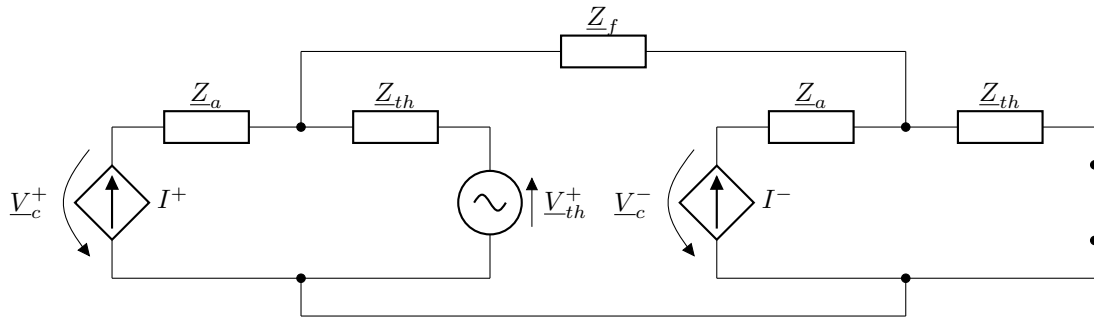 Z_f
Z_a
Z_th
Z_a
Z_th
V_c^+
I^+
V_th^+
V_c^-
I^-